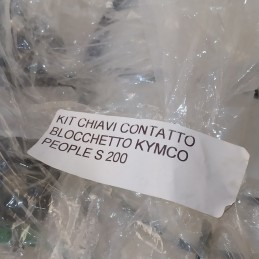 KIT CHIAVI CONTATTO
BLOCCHETTO KYMCO
PEOPLE S 200